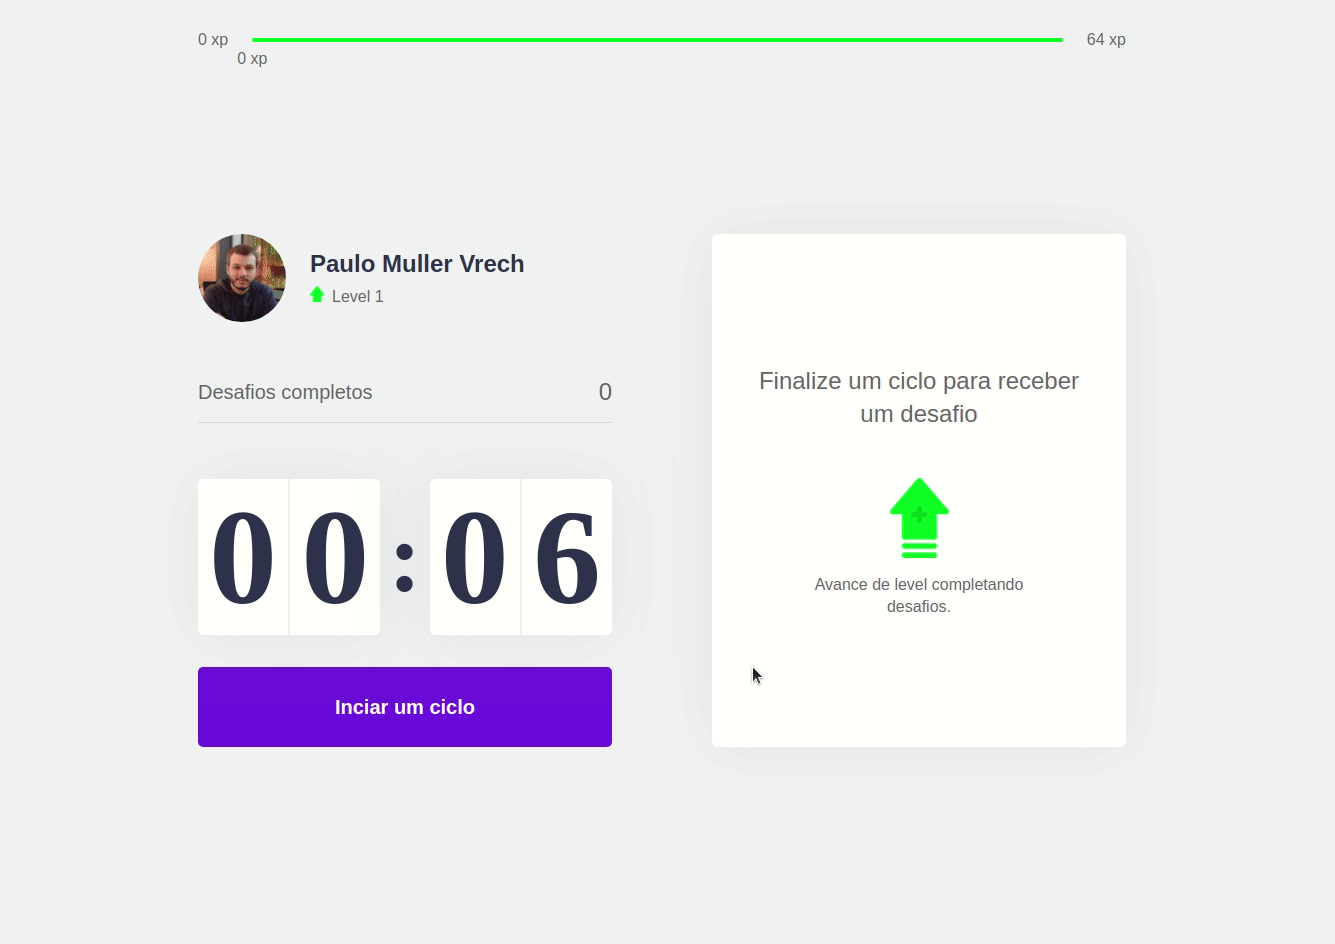 0 xp
64 xp
0 xp
Paulo Muller Vrech
Level 1
Desafios completos
0
00:06
Inciar um ciclo
Finalize um ciclo para receber
um desafio
Avance de level completando
desafios.